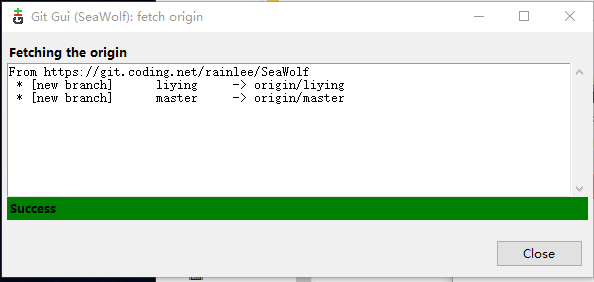 Git Gui (SeaWolf): fetch origin
Fetching the origin
From https://git.coding.net/rainlee/SeaWolf
* [new branch]      liying     -> origin/liying
* [new branch]      master     -> origin/master
Success
Close